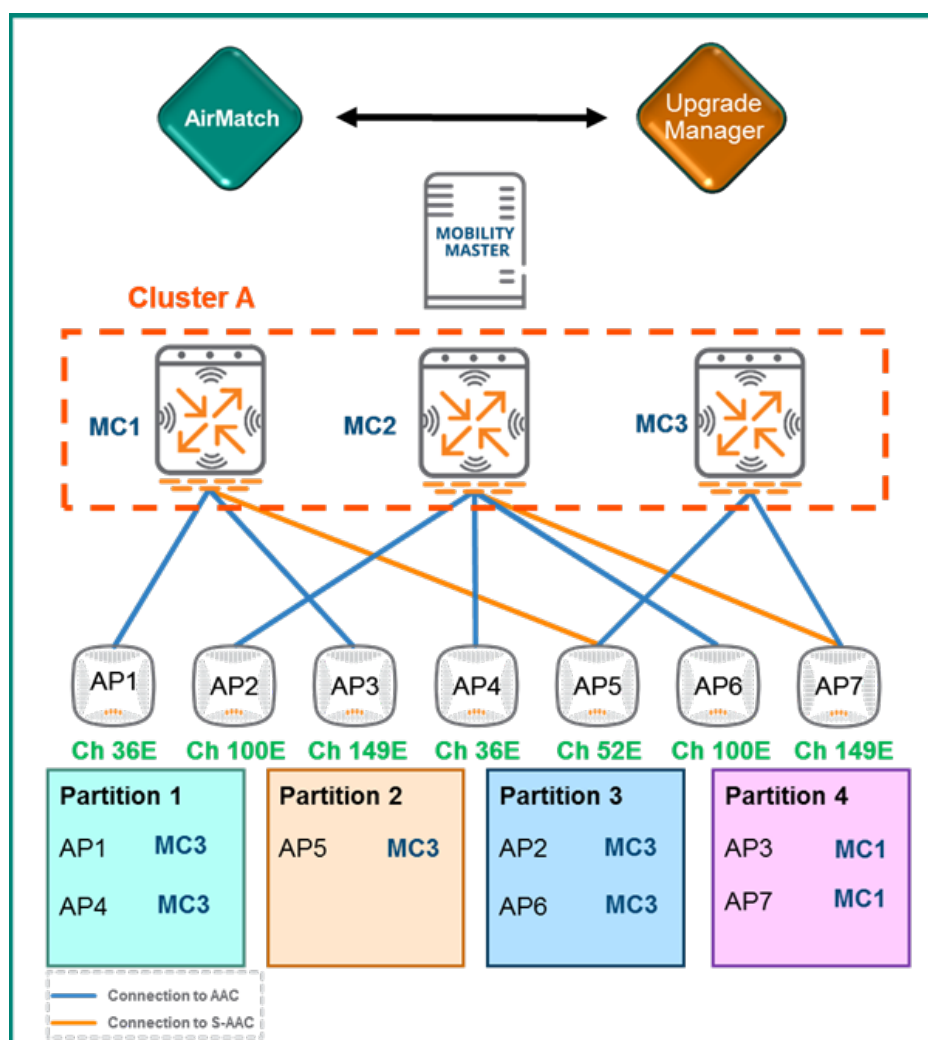 AirMatch
Upgrade
Manager
MOBILITY
MASTER
Cluster A
MC1
MC2
MC3
AP1
AP2
AP3
AP4
AP5
AP6
AP7
Ch 36E
Ch 100E
Ch 149E
Ch 36E
Ch 52E
Ch 100E
Ch 149E
Partition 1
AP1 MC3
AP4 MC3
Partition 2
AP5 MC3
Partition 3
AP2 MC3
AP6 MC3
Partition 4
AP3 MC1
AP7 MC1
Connection to AAC
Connection to S-AAC